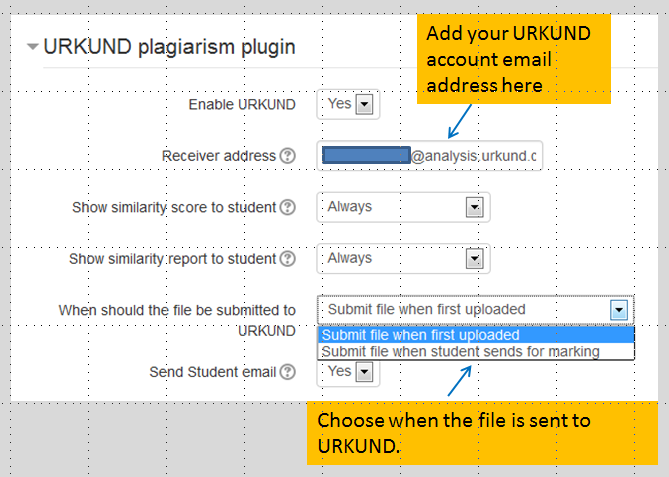 URKUND plagiarism plugin
Add your URKUND
account email
address here
Enable URKUND
Yes
Receiver address
@analysis.urkund.c
Show similarity score to student
Always
Show similarity report to student
Always
When should the file be submitted to
URKUND
Submit file when first uploaded
Submit file when first uploaded
Submit file when student sends for marking
Send Student email
Yes
Choose when the file is sent to
URKUND.